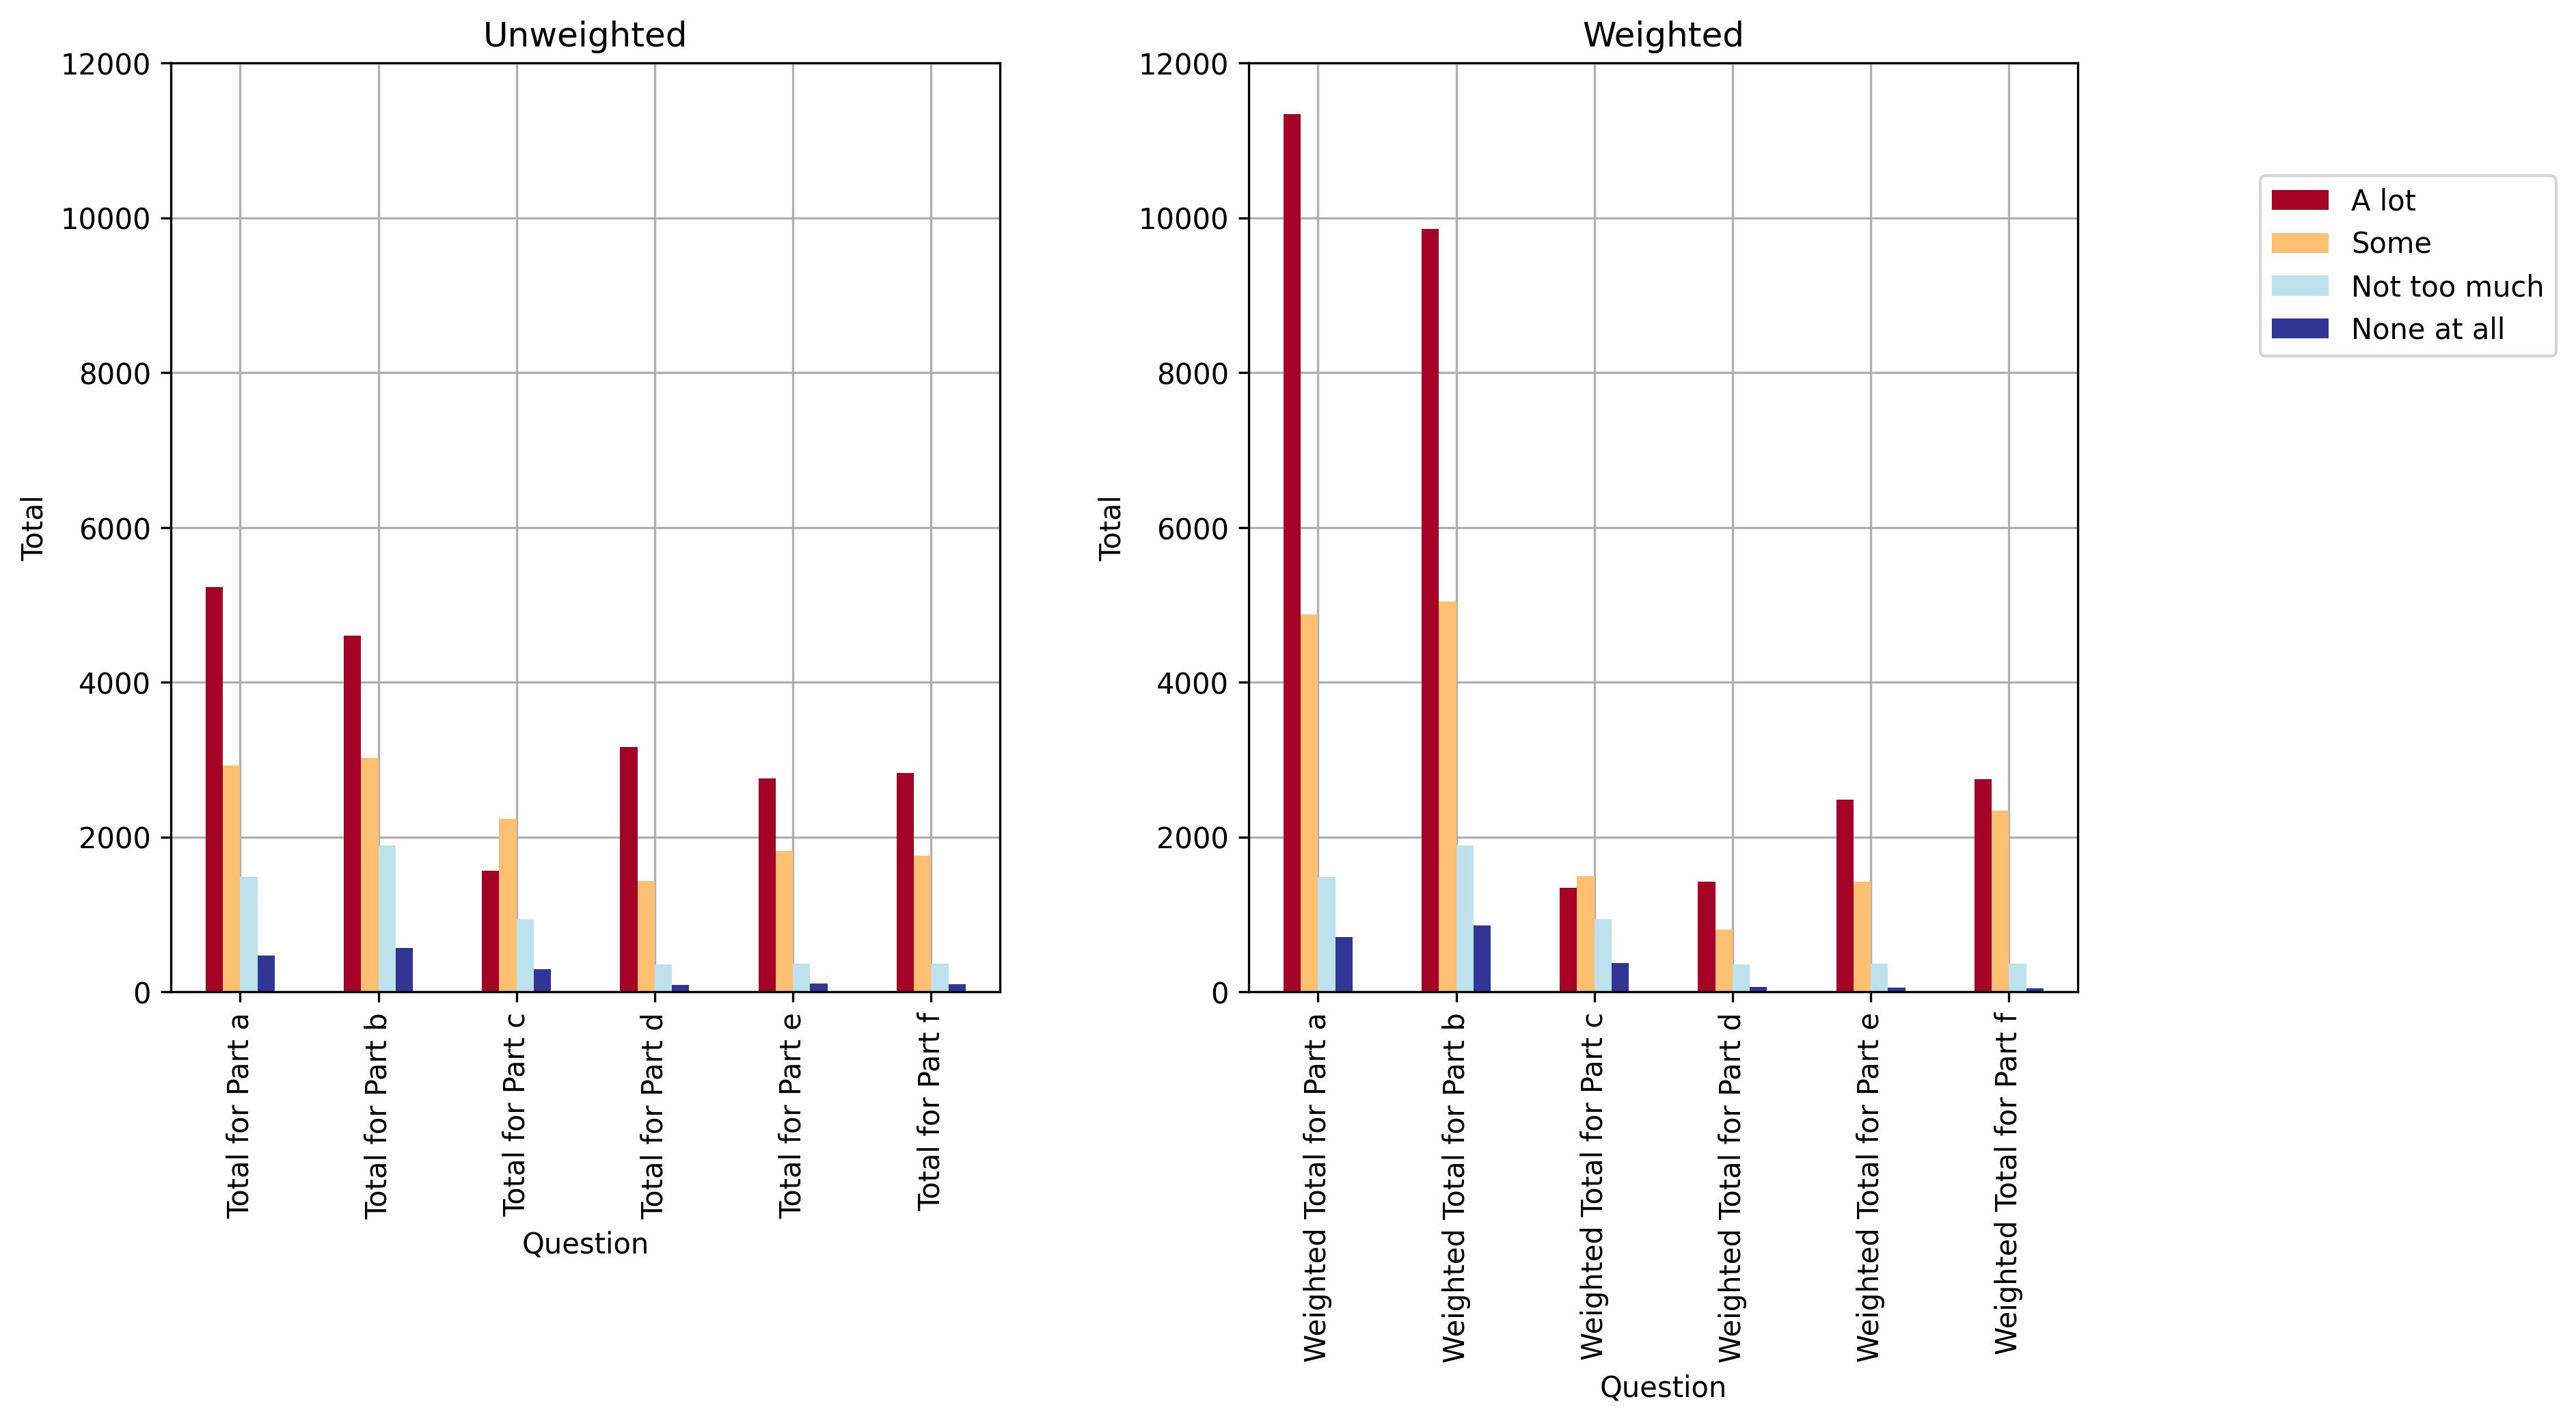 Unweighted
12000
10000
8000
6000
4000
2000
0
Total
Total for Part a
Total for Part b
Total for Part c
Total for Part d
Total for Part e
Total for Part f
Question
Weighted
12000
10000
8000
6000
4000
2000
0
Total
Weighted Total for Part a
Weighted Total for Part b
Weighted Total for Part c
Weighted Total for Part d
Weighted Total for Part e
Weighted Total for Part f
Question
A lot
Some
Not too much
None at all